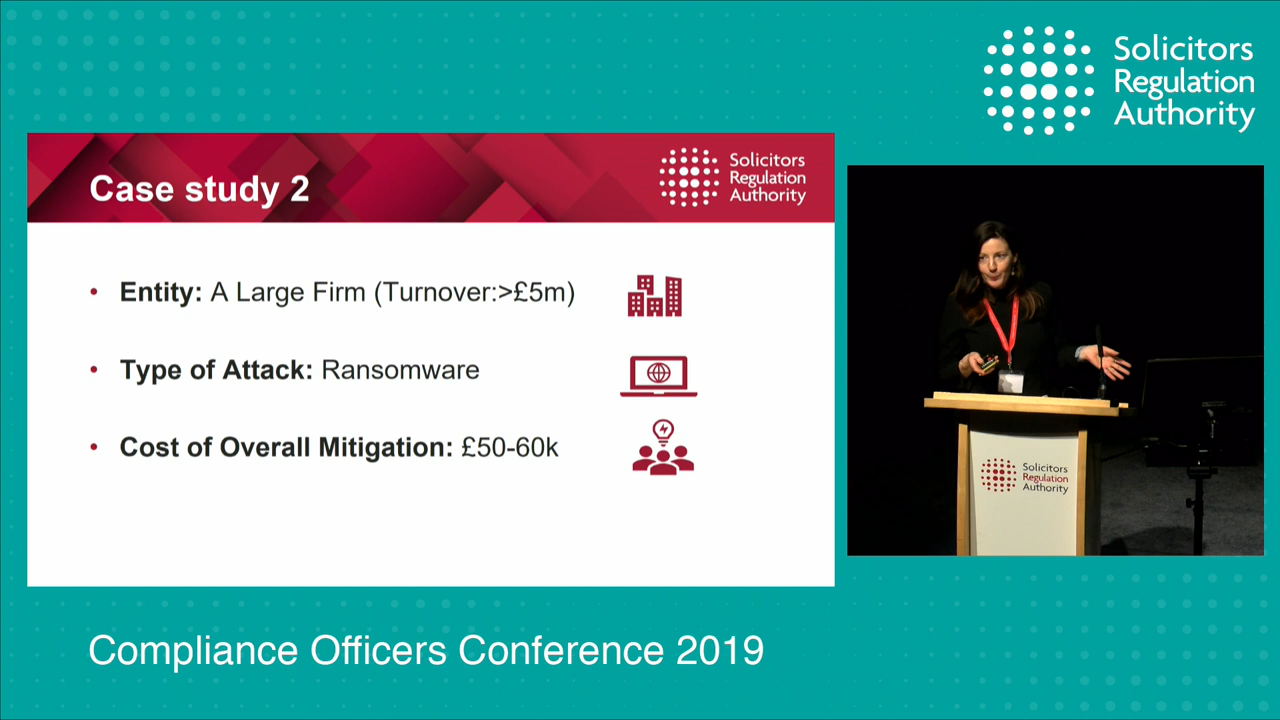 Solicitors
Regulation
Authority
Case study 2
Solicitors
Regulation
Authority
• Entity: A Large Firm (Turnover:>£5m)
• Type of Attack: Ransomware
• Cost of Overall Mitigation: £50-60k
Solicitors
Regulation
Authority
Compliance Officers Conference 2019